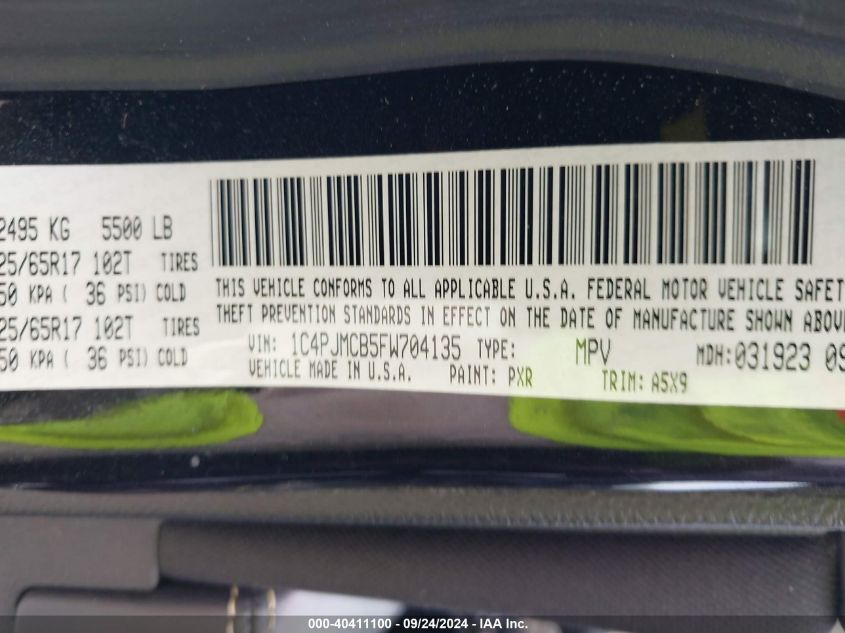 2495 KG 5500 LB
25/65R17 102T TIRES
50 KPA ( 36 PSI) COLD
25/65R17 102T TIRES
50 KPA ( 36 PSI) COLD
THIS VEHICLE CONFORMS TO ALL APPLICABLE U.S.A. FEDERAL MOTOR VEHICLE SAFET
THEFT PREVENTION STANDARDS IN EFFECT ON THE DATE OF MANUFACTURE SHOWN ABOV
VIN: 1C4PJMCB5FW704135 TYPE: MPV MDH:031923 09
VEHICLE MADE IN U.S.A. PAINT: PXR TRIM: A5X9
000-40411100 - 09/24/2024 - IAA Inc.